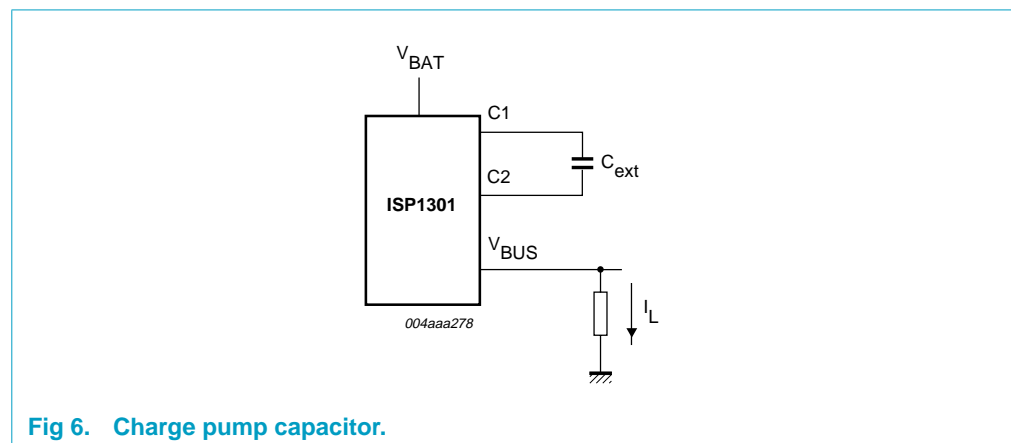 VBAT
C1
Cext
C2
ISP1301
VBUS
IL
004aaa278
Fig 6. Charge pump capacitor.